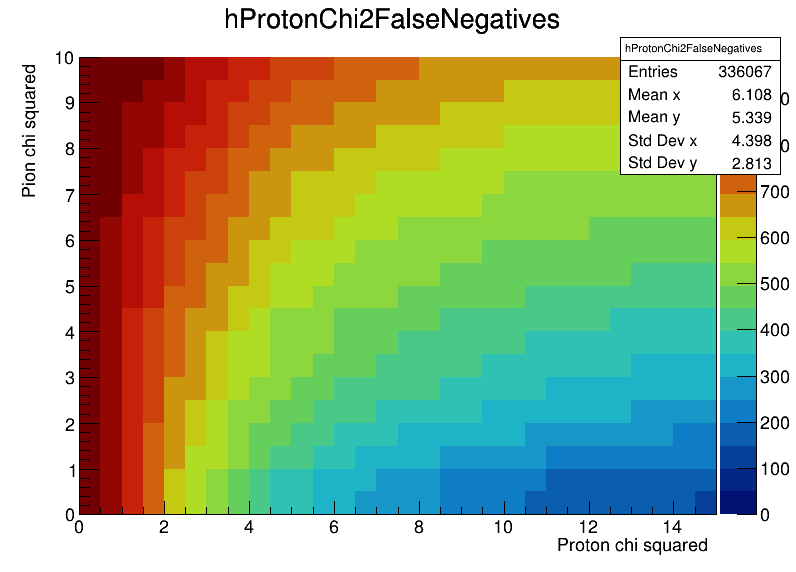 hProtonChi2FalseNegatives
hProtonChi2FalseNegatives
Entries 336067
Mean x 6.108
Mean y 5.339
Std Dev x 4.398
Std Dev y 2.813
Pion chi squared
10
9
8
7
6
5
4
3
2
1
0
0 2 4 6 8 10 12 14
Proton chi squared
0
0
700
600
500
400
300
200
100
0